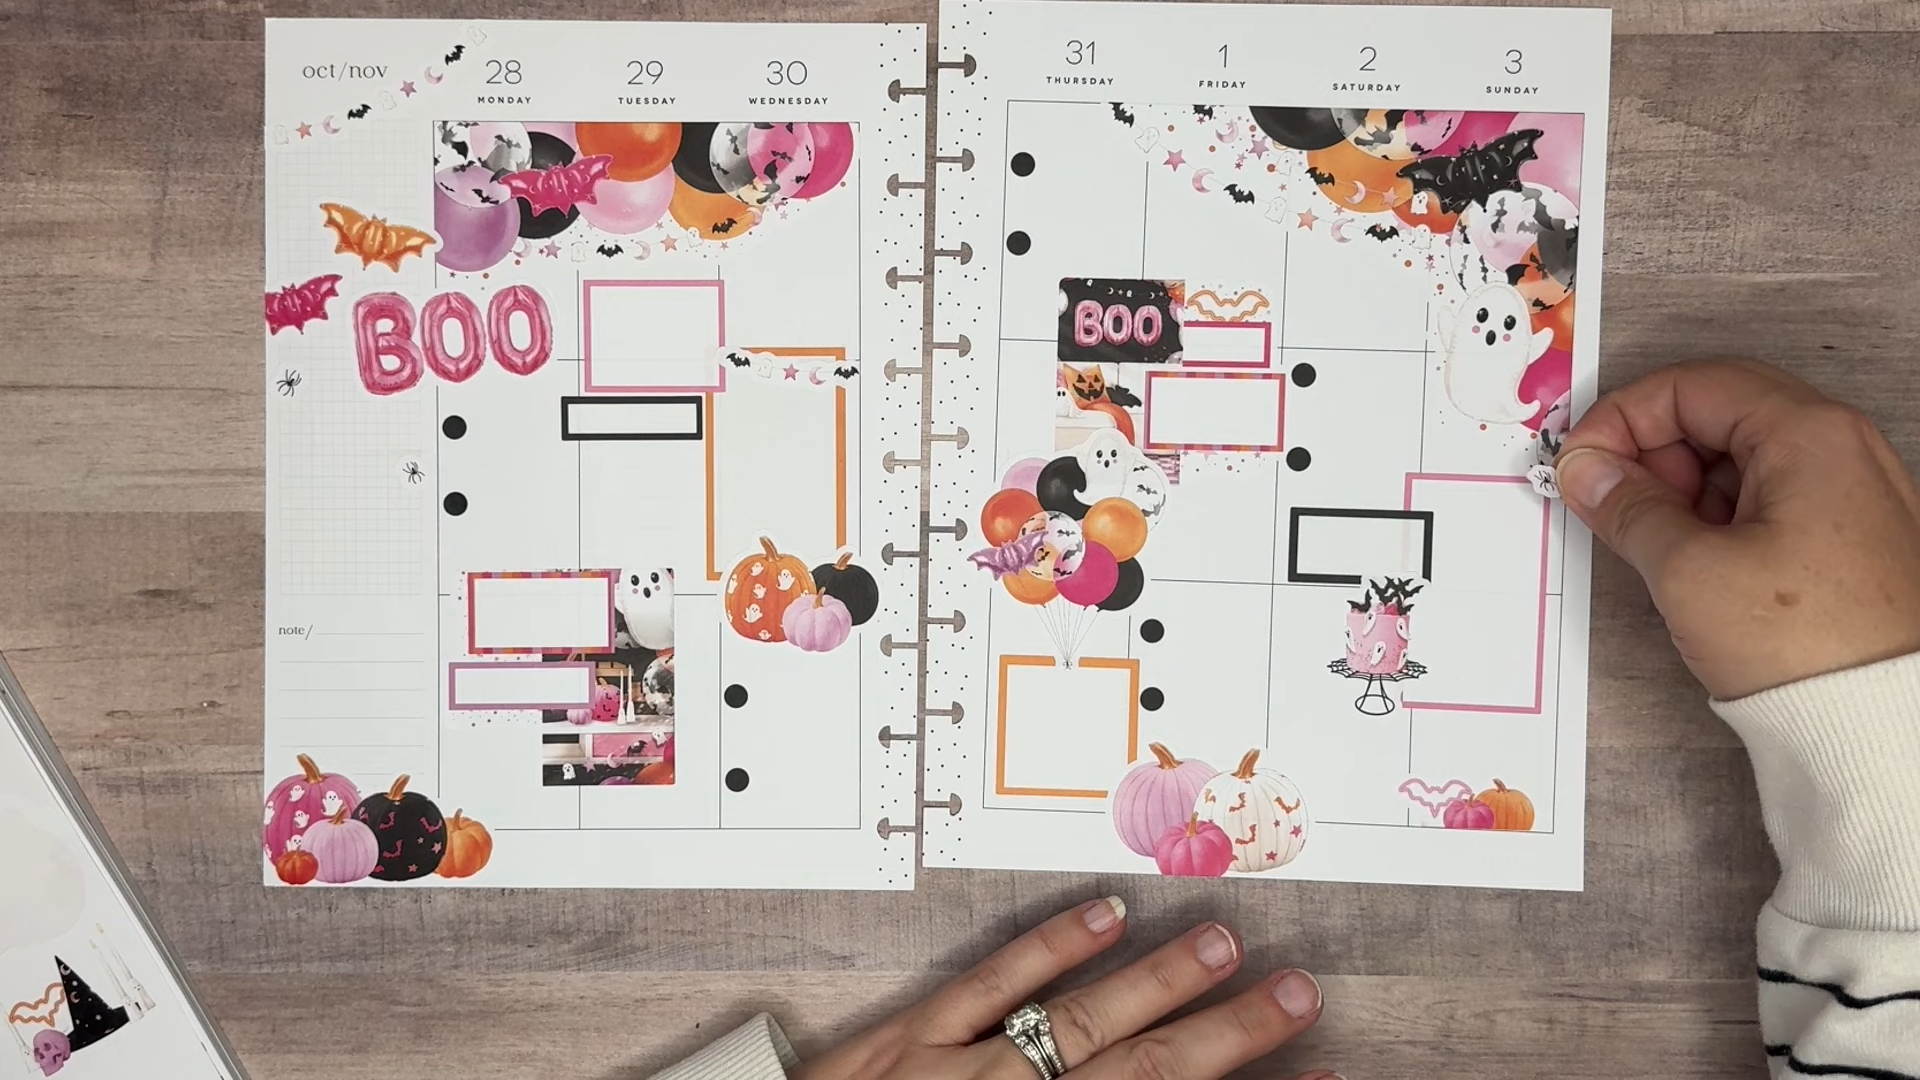 oct/nov
28
MONDAY
29
TUESDAY
30
WEDNESDAY
31
THURSDAY
1
FRIDAY
2
SATURDAY
3
SUNDAY
BOO
BOO
note/